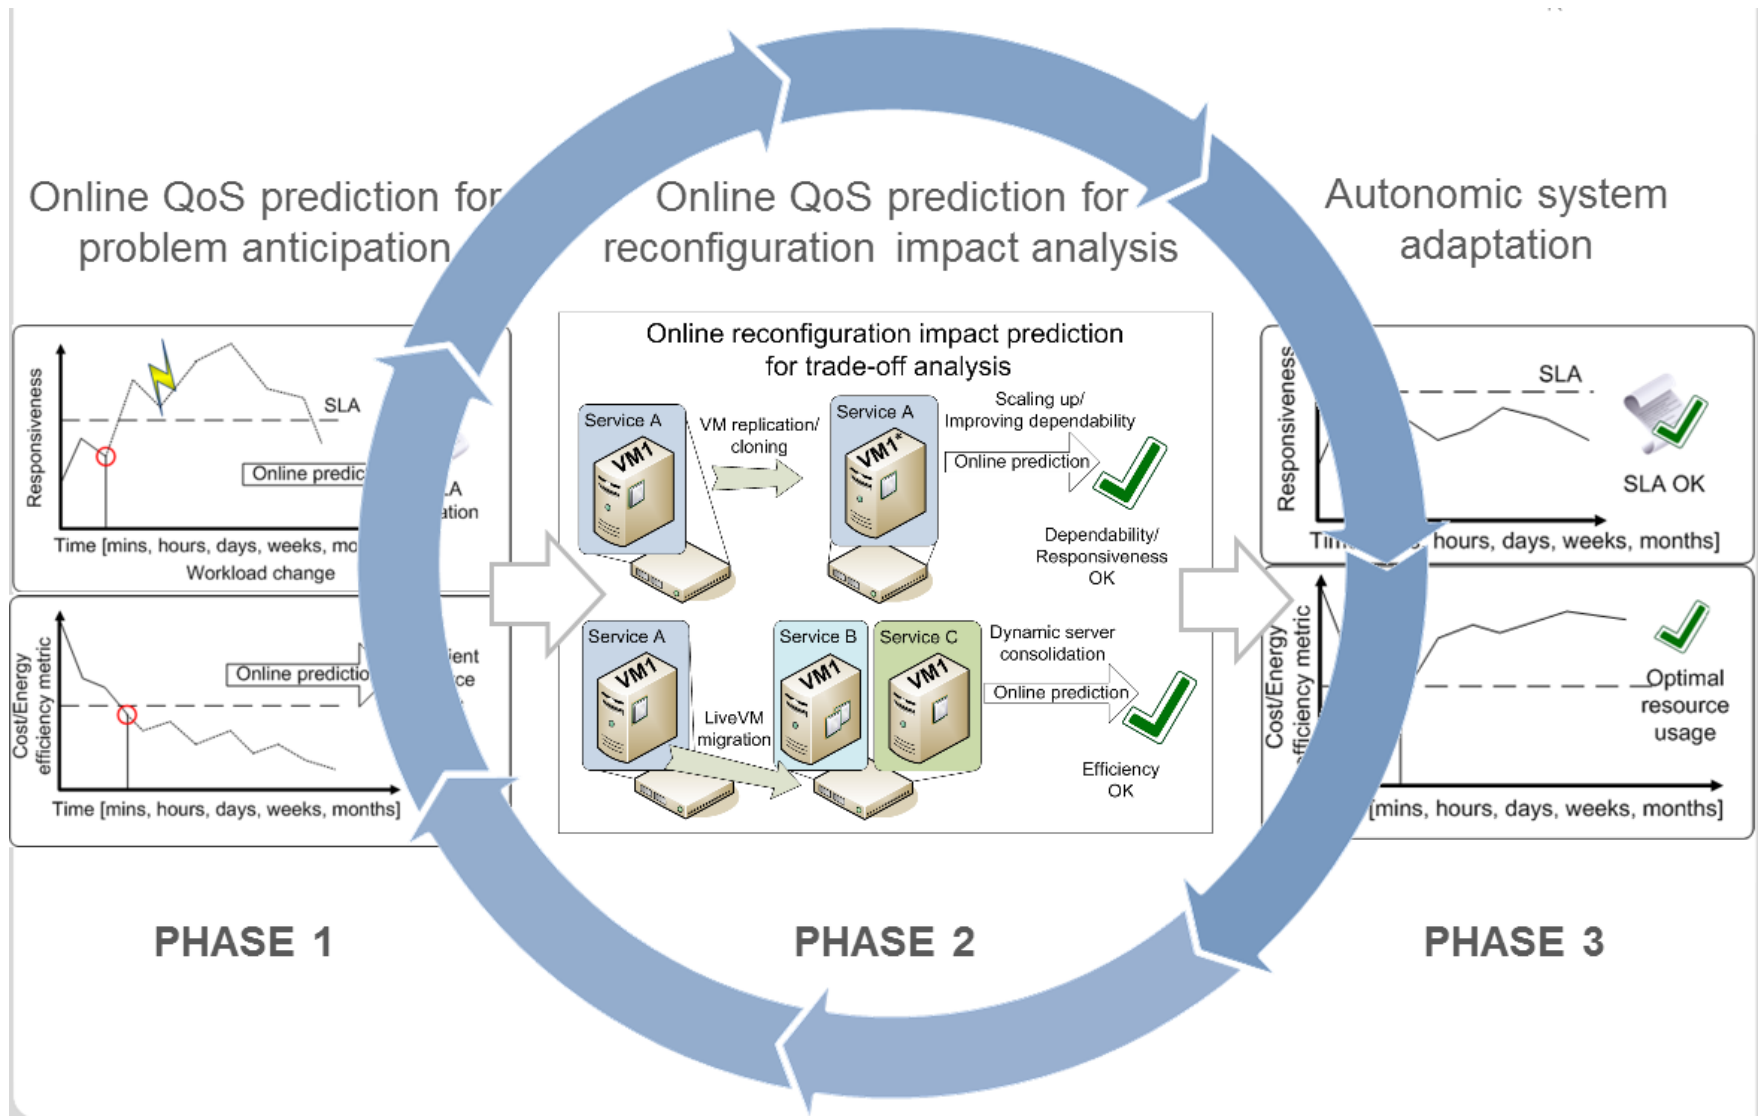 Online QoS prediction for
problem anticipation
Online QoS prediction for
reconfiguration impact analysis
Autonomic system
adaptation
Responsiveness
SLA
Online
Time [mins, hours, days, weeks,
Workload change
Cost/Energy
efficiency metric
Online prediction
Time [mins, hours, days, weeks, months]
Online reconfiguration impact prediction
for trade-off analysis
Service A
VM1
VM replication/
cloning
Service A
VM1*
Scaling up/
Improving dependability
Online prediction
Dependability/
Responsiveness
OK
Service A
VM1
LiveVM
migration
Service B
VM1
Service C
VM1
Dynamic server
consolidation
Online prediction
Efficiency
OK
Responsiveness
SLA
SLA OK
hours, days, weeks, months]
Cost/Energy
efficiency metric
Optimal
resource
usage
[mins, hours, days, weeks, months]
PHASE 1
PHASE 2
PHASE 3